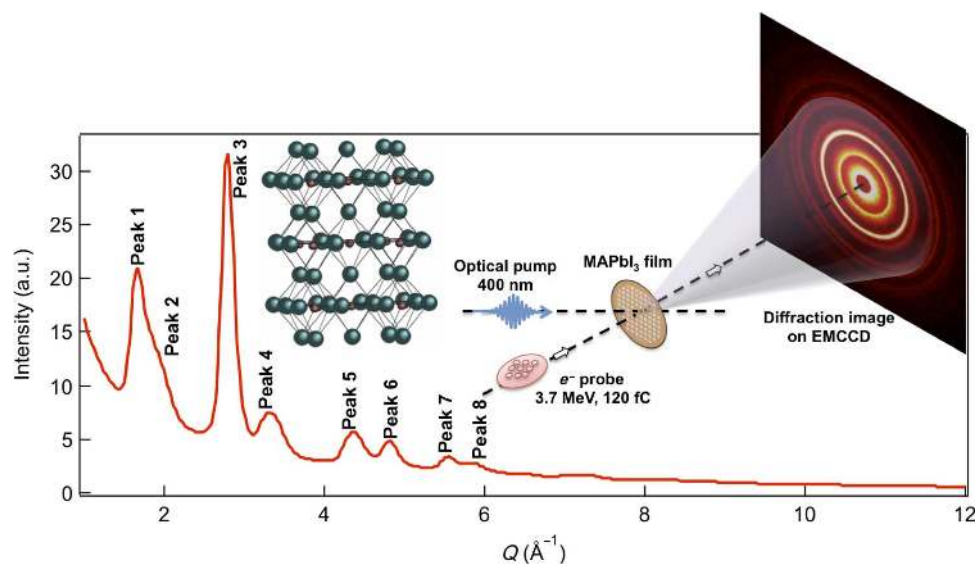 Intensity (a.u.)
30
25
20
15
10
5
0
Peak 1
Peak 2
Peak 3
Peak 4
Peak 5
Peak 6
Peak 7
Peak 8
Optical pump
400 nm
MAPbI₃ film
e⁻ probe
3.7 MeV, 120 fC
Diffraction image
on EMCCD
2
4
6
8
10
12
Q (Å⁻¹)